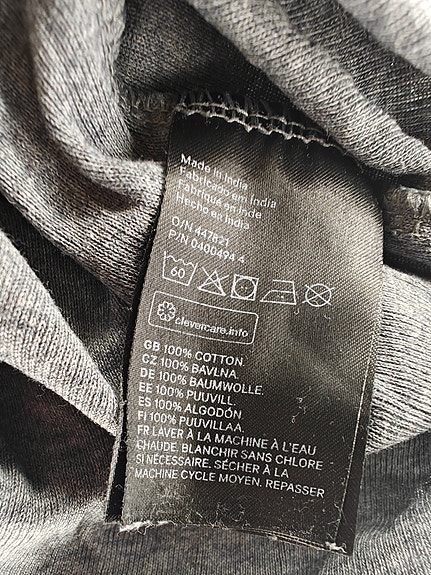 Made in India
Fabricado em India
Fabriqué en Inde
Hecho en India
O/N 447821
P/N 0400494 4
60
clevercare.info
GB 100% COTTON.
CZ 100% BAVLNA.
DE 100% BAUMWOLLE.
EE 100% PUUVILL.
ES 100% ALGODÓN.
FI 100% PUUVILLAA.
FR LAVER À LA MACHINE À L'EAU
CHAUDE. BLANCHIR SANS CHLORE
SI NÉCESSAIRE. SÉCHER À LA
MACHINE CYCLE MOYEN. REPASSER